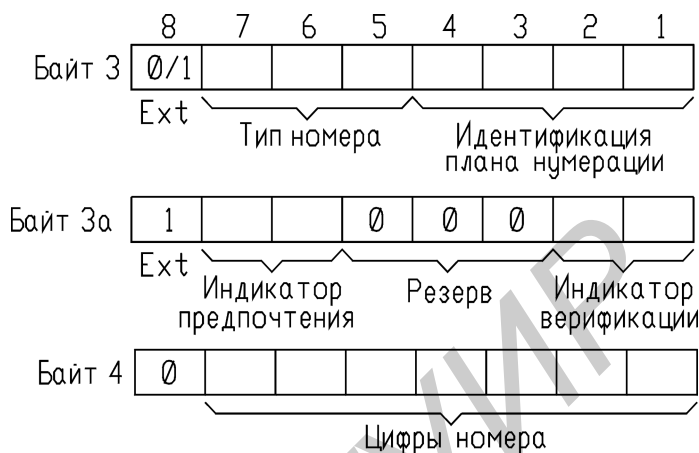 8 7 6 5 4 3 2 1
Байт 3 0/1
Ext
Тип номера
Идентификация
плана нумерации
Байт 3а 1 0 0 0
Ext
Индикатор
предпочтения
Резерв
Индикатор
верификации
Байт 4 0
Цифры номера
УИР